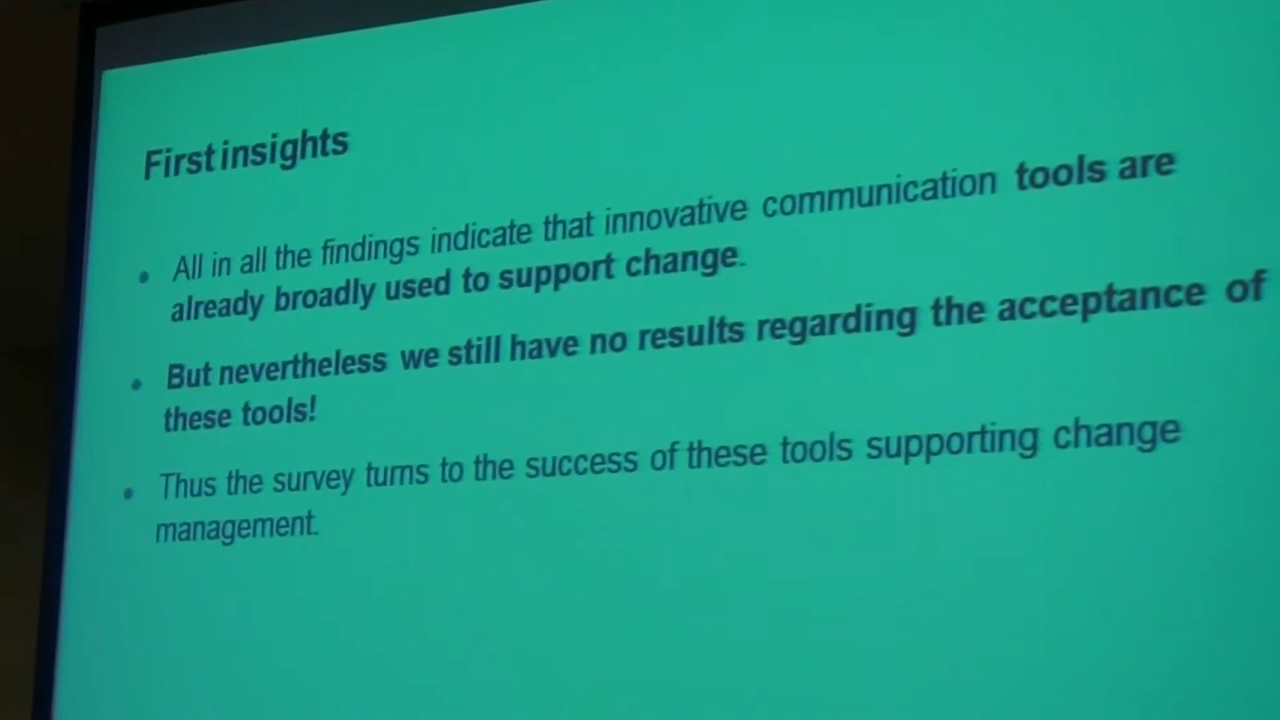 First insights
• All in all the findings indicate that innovative communication tools are
already broadly used to support change.
• But nevertheless we still have no results regarding the acceptance of
these tools!
• Thus the survey turns to the success of these tools supporting change
management.